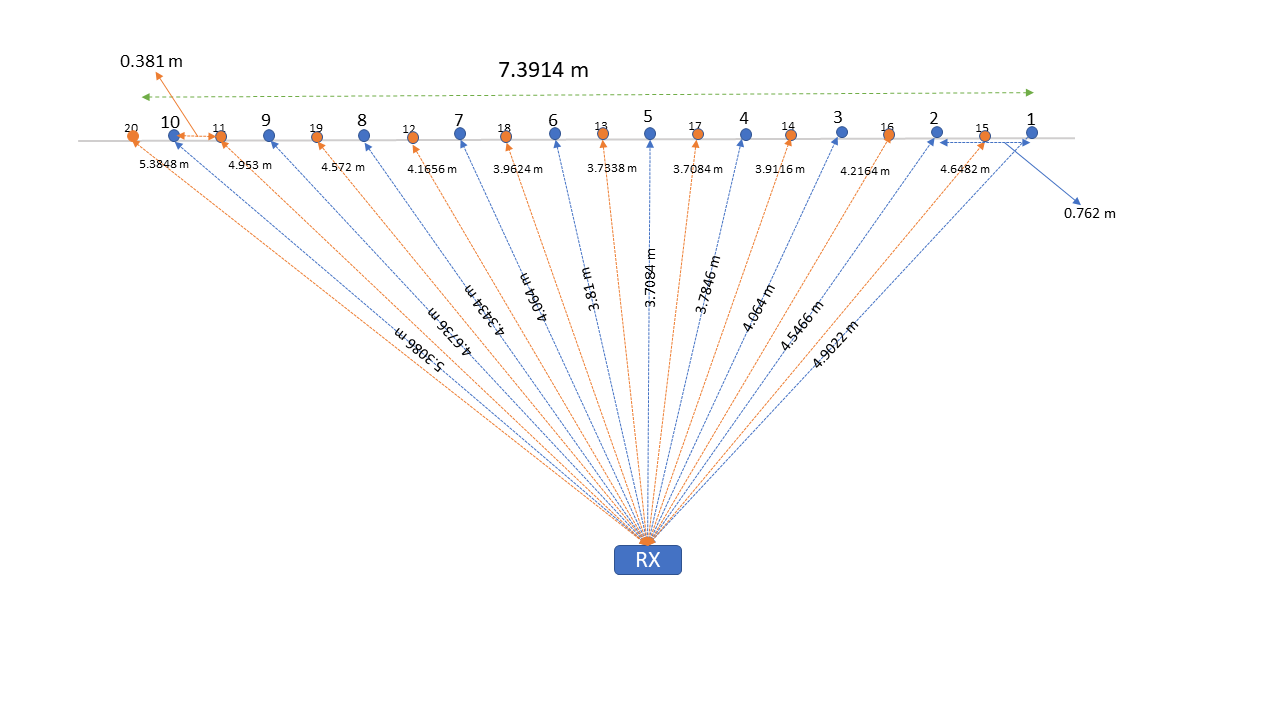 0.381 m
7.3914 m
20
10
11
9
19
8
12
7
18
6
13
5
17
4
14
3
16
2
15
1
5.3848 m
4.953 m
4.572 m
4.1656 m
3.9624 m
3.7338 m
3.7084 m
3.9116 m
4.2164 m
4.6482 m
0.762 m
5.3086 m
4.6736 m
4.3434 m
4.064 m
3.81 m
3.7084 m
3.7846 m
4.064 m
4.5466 m
4.9022 m
RX